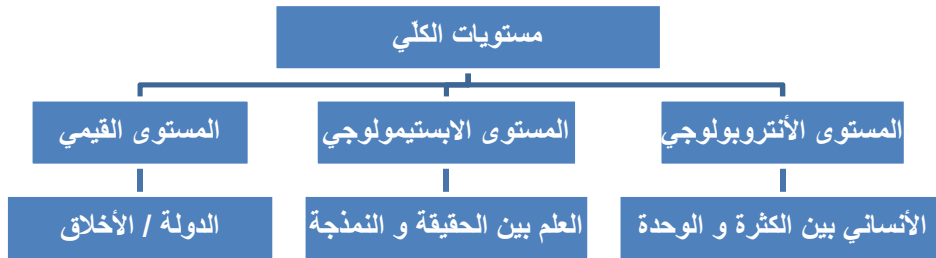 مستويات الكلّي
المستوى الأنتروبولوجي
المستوى الابستيمولوجي
المستوى القيمي
الأنساني بين الكثرة و الوحدة
العلم بين الحقيقة و النمذجة
الدولة / الأخلاق